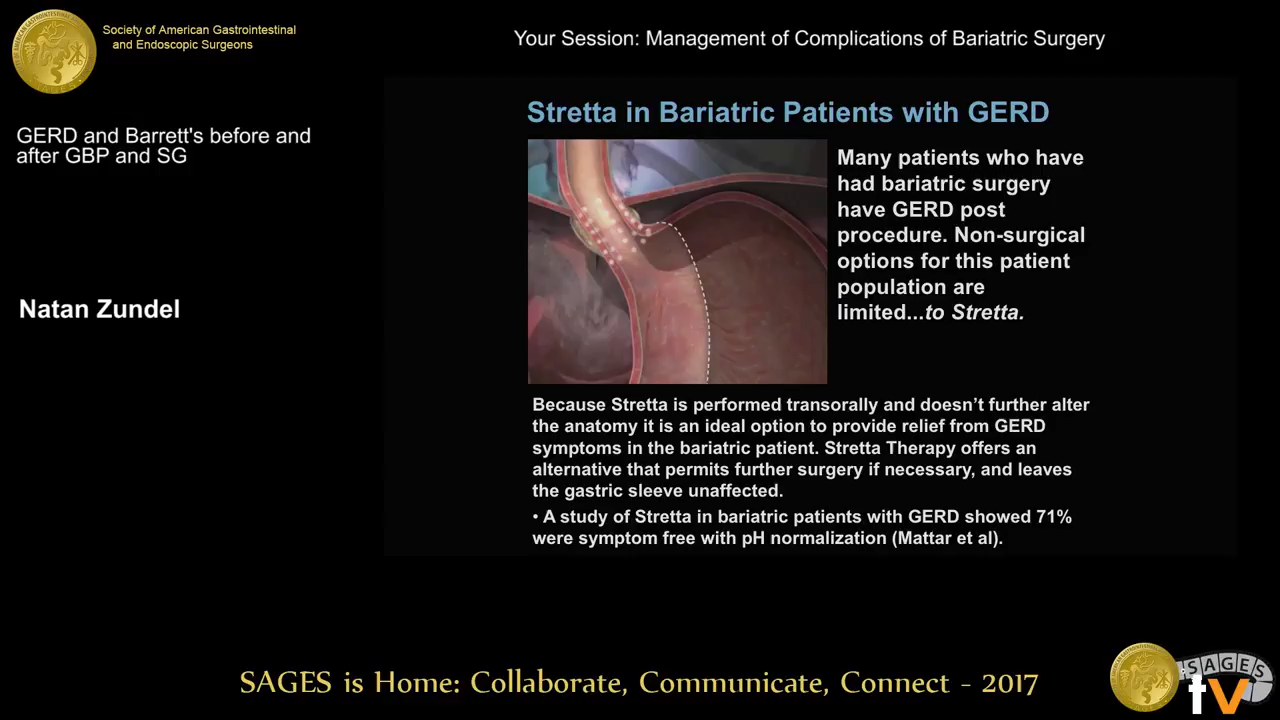 Society of American Gastrointestinal
and Endoscopic Surgeons
Your Session: Management of Complications of Bariatric Surgery
GERD and Barrett's before and
after GBP and SG
Natan Zundel
Stretta in Bariatric Patients with GERD
Many patients who have
had bariatric surgery
have GERD post
procedure. Non-surgical
options for this patient
population are
limited...to Stretta.
Because Stretta is performed transorally and doesn’t further alter
the anatomy it is an ideal option to provide relief from GERD
symptoms in the bariatric patient. Stretta Therapy offers an
alternative that permits further surgery if necessary, and leaves
the gastric sleeve unaffected.
• A study of Stretta in bariatric patients with GERD showed 71%
were symptom free with pH normalization (Mattar et al).
SAGES is Home: Collaborate, Communicate, Connect - 2017
SAGES
tv